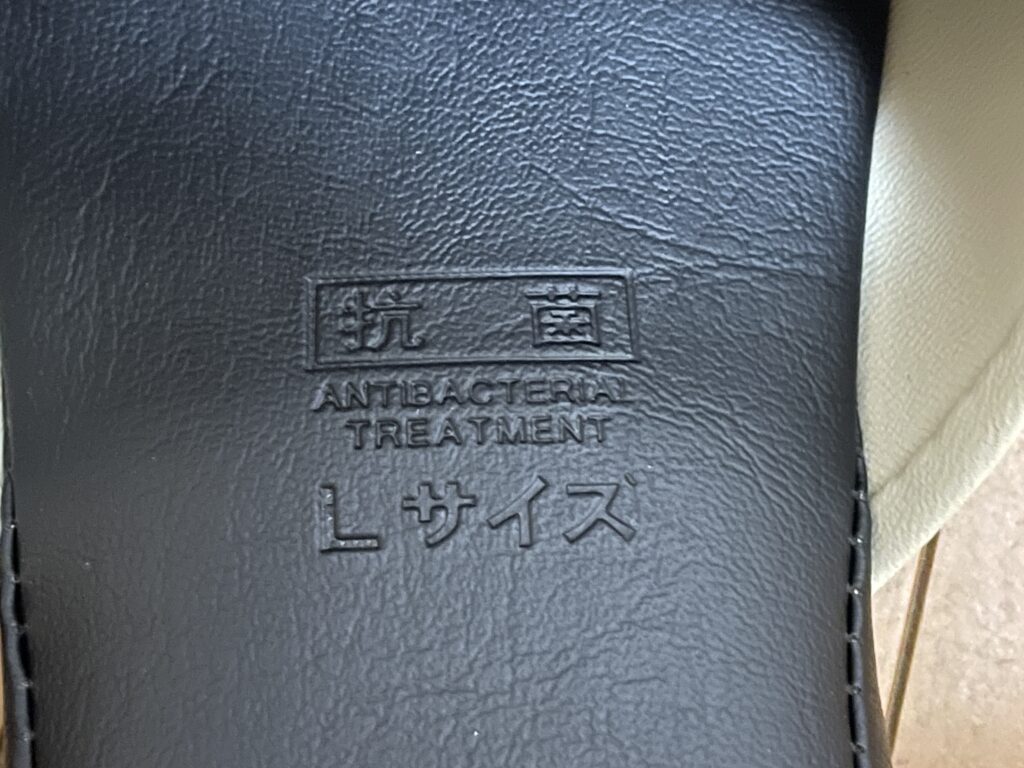 抗 菌
ANTIBACTERIAL
TREATMENT
Lサイズ